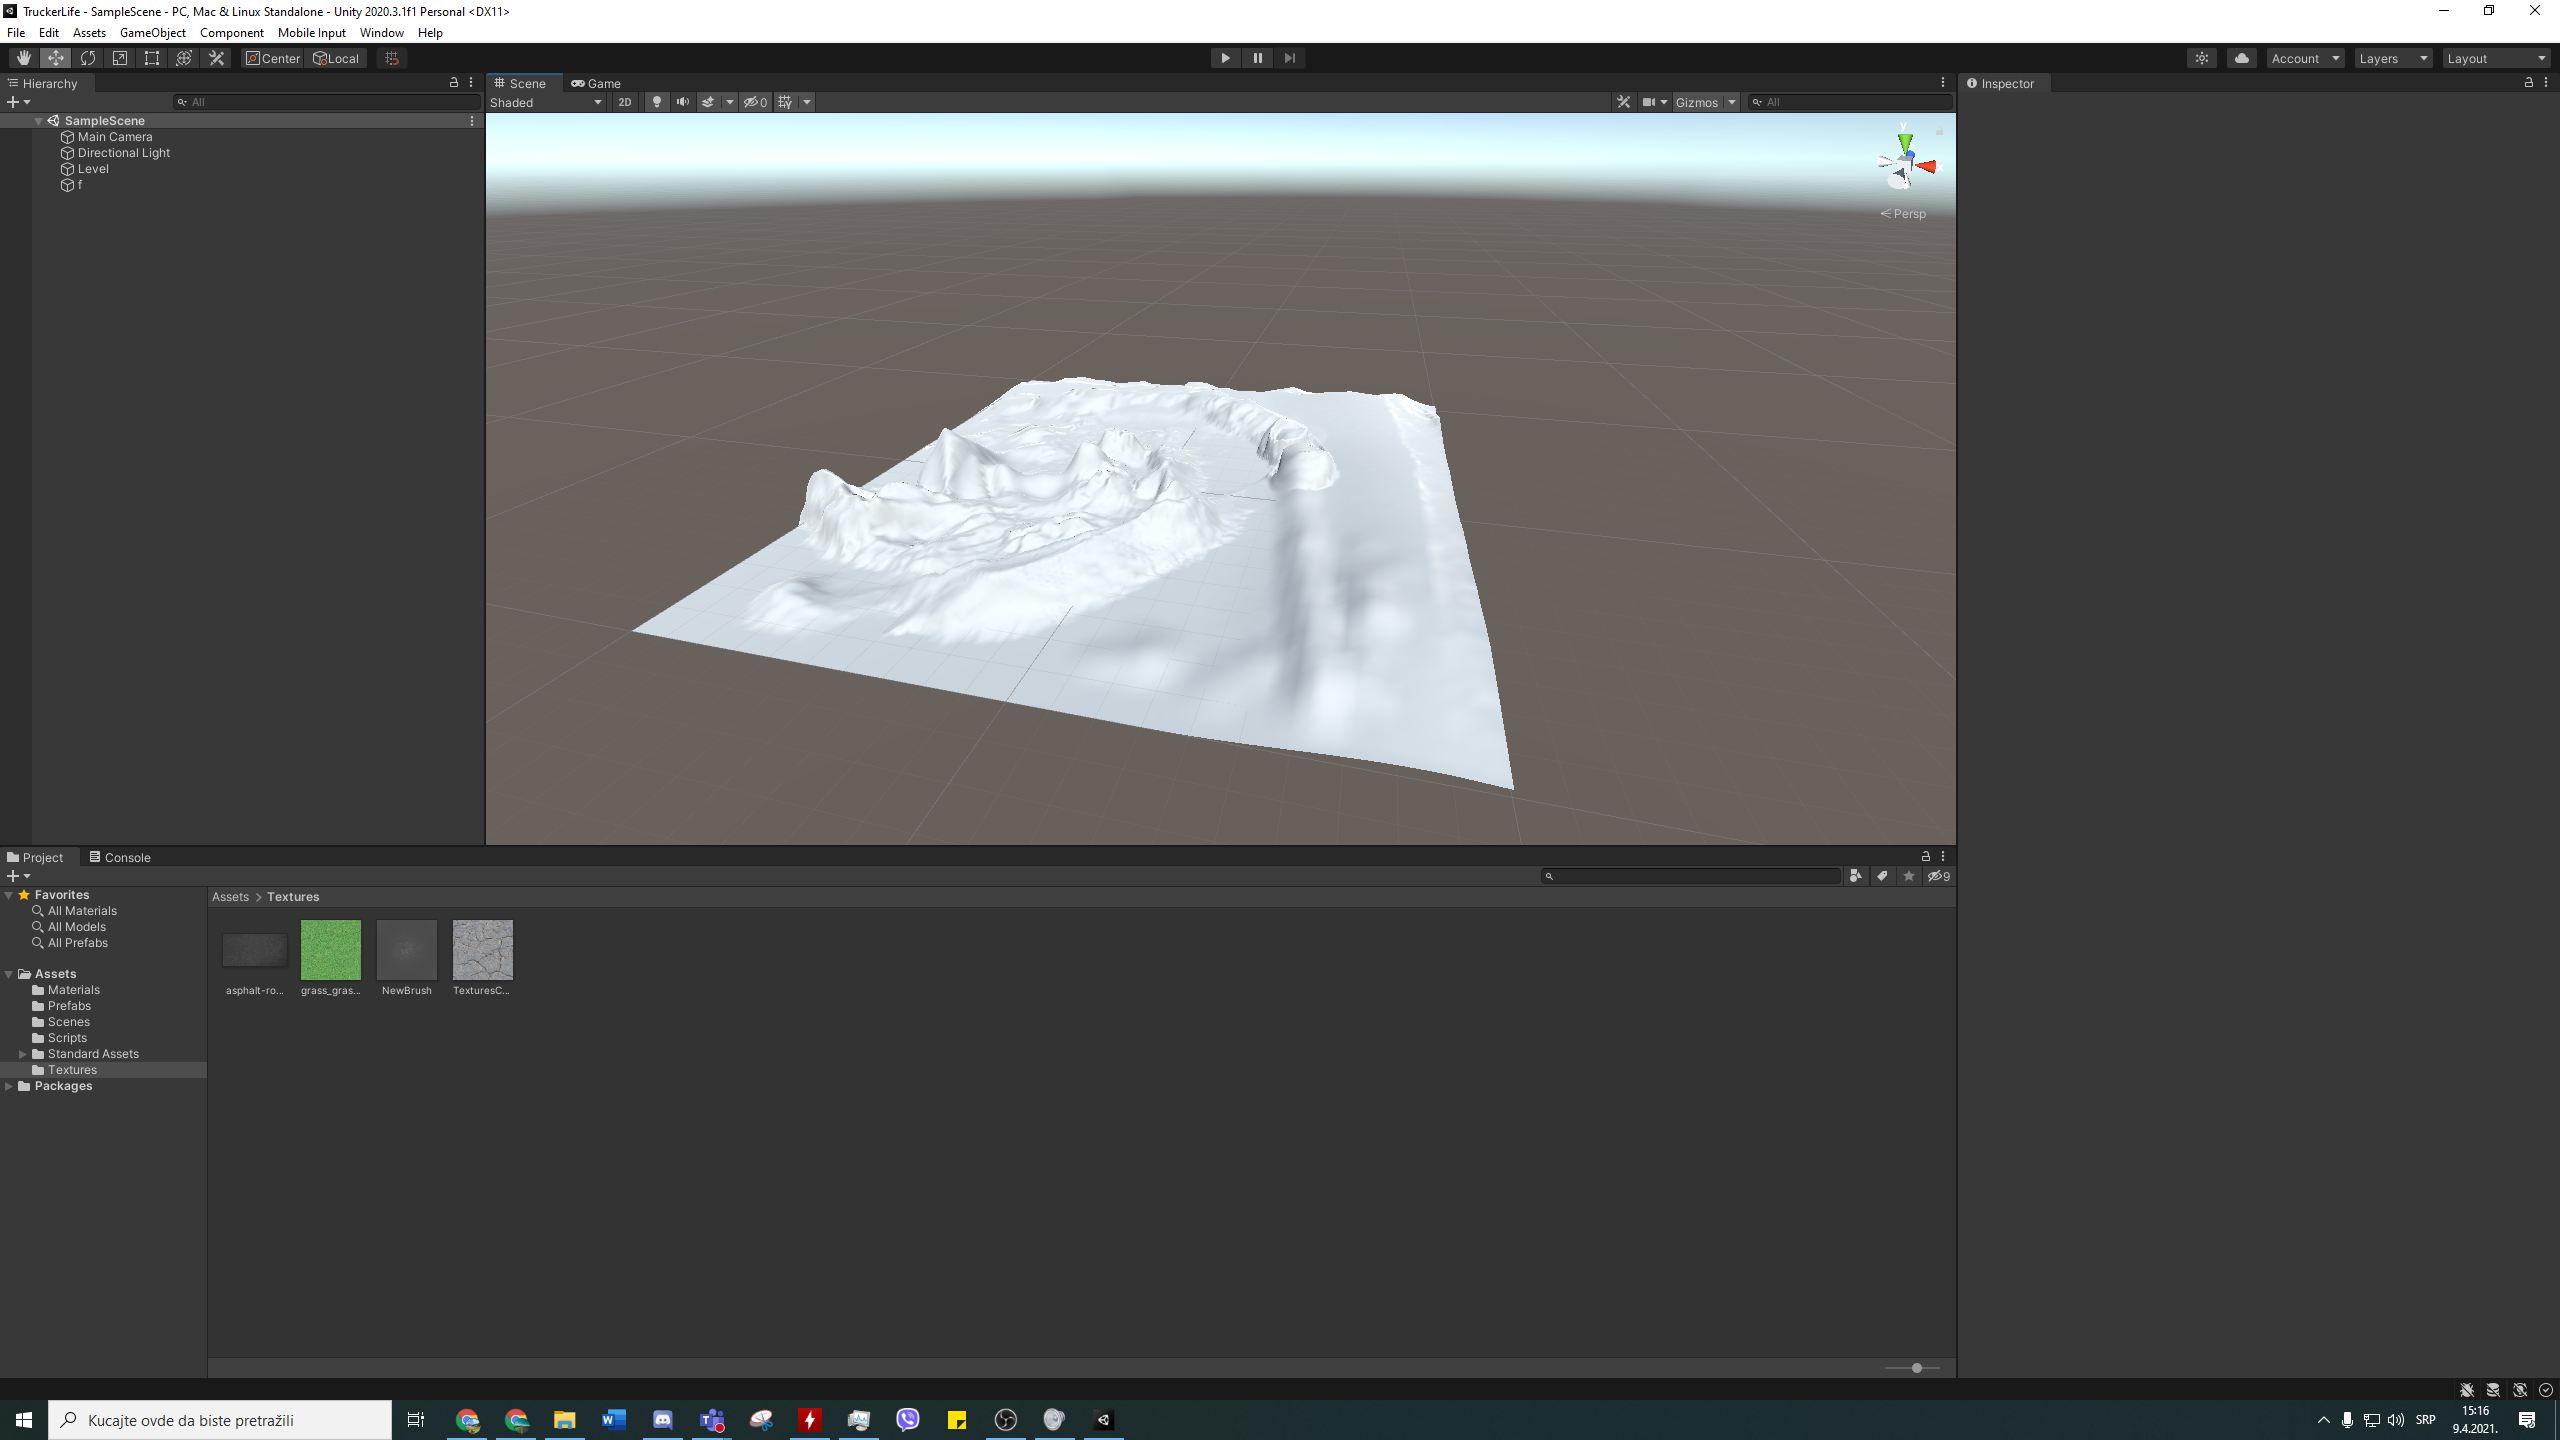 TruckerLife - SampleScene - PC, Mac & Linux Standalone - Unity 2020.3.1f1 Personal <DX11>
File Edit Assets GameObject Component Mobile Input Window Help
Center Local
Account Layers Layout
Hierarchy
All
SampleScene
Main Camera
Directional Light
Level
f
Scene Game
Shaded 2D 0 Gizmos All
y
Persp
Inspector
Project Console
9
Favorites
All Materials
All Models
All Prefabs
Assets
Materials
Prefabs
Scenes
Scripts
Standard Assets
Textures
Packages
Assets > Textures
asphalt-ro... grass_gras... NewBrush TexturesC...
Kucajte ovde da biste pretražili
SRP
15:16
9.4.2021.